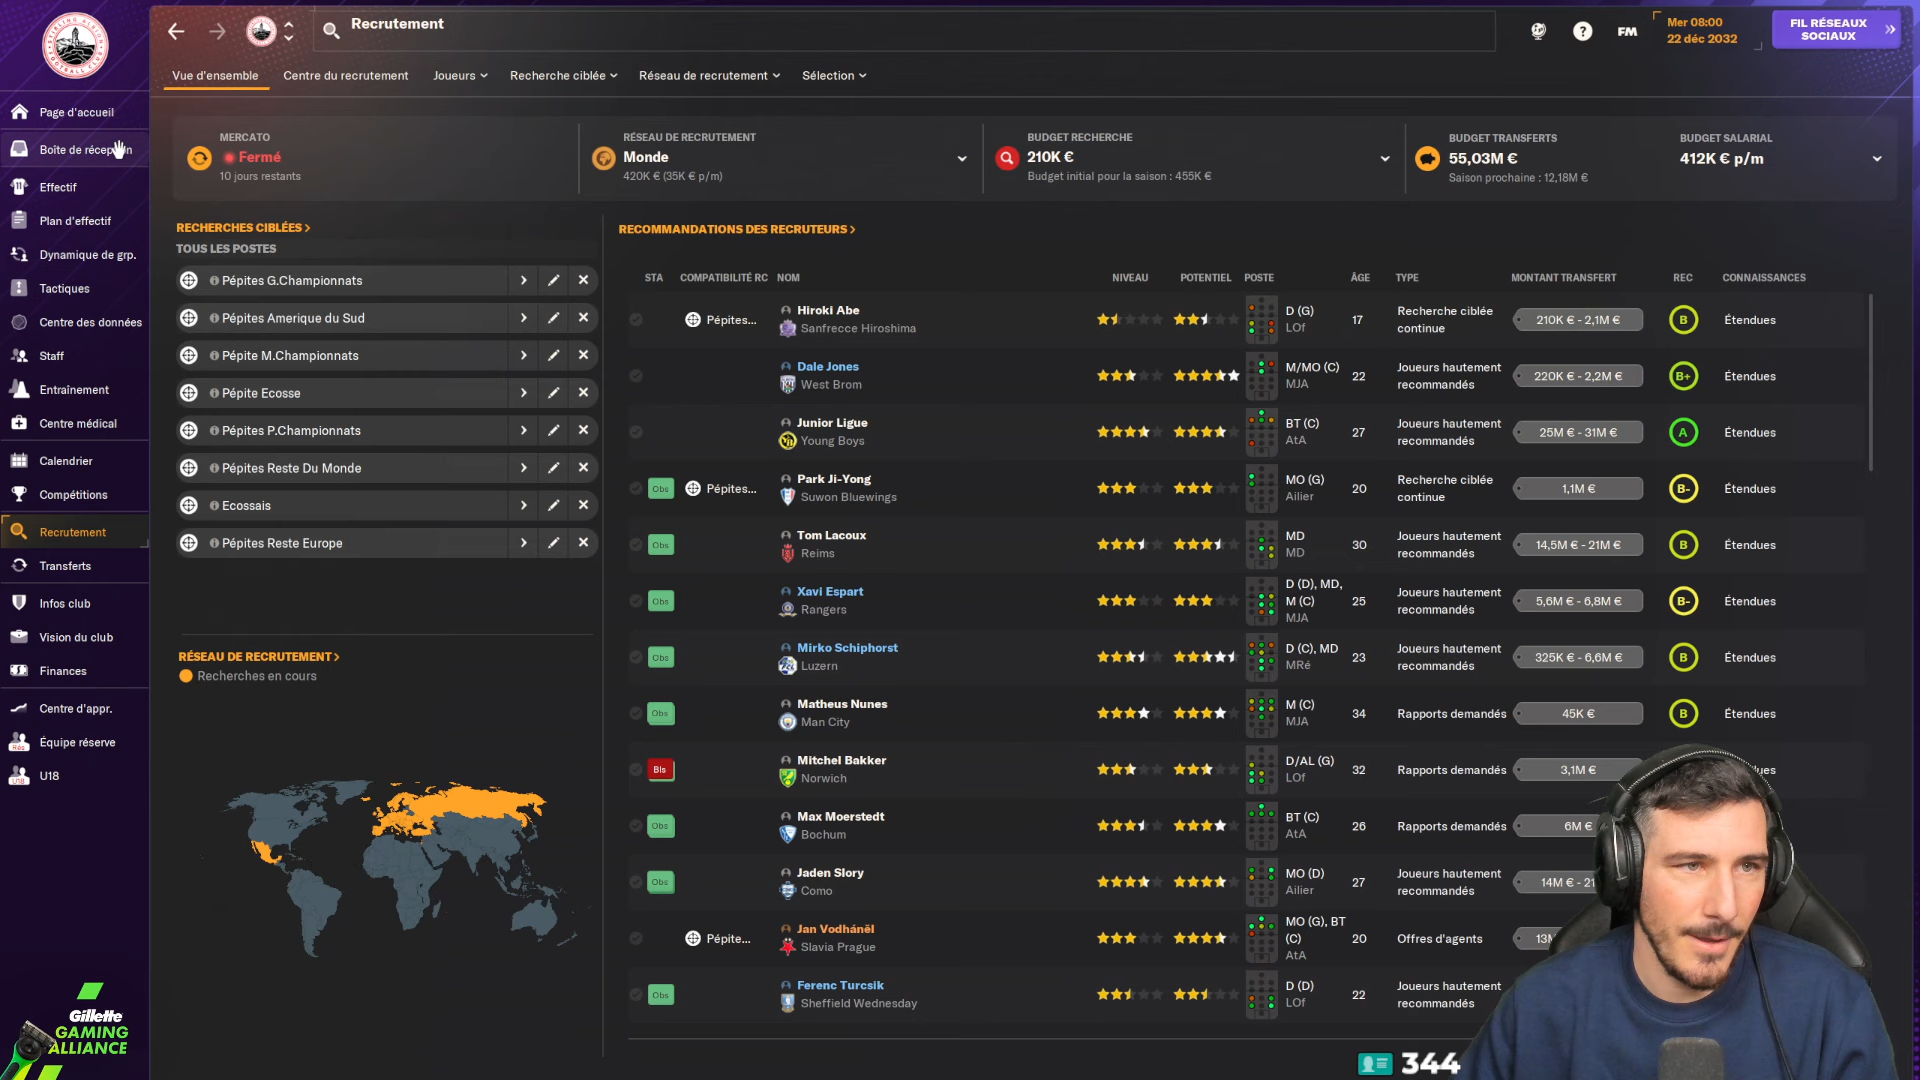 Recrutement
FM
Mer 08:00
22 déc 2032
FIL RÉSEAUX
SOCIAUX
Vue d'ensemble
Centre du recrutement
Joueurs
Recherche ciblée
Réseau de recrutement
Sélection
Page d'accueil
Boîte de réception
Effectif
Plan d'effectif
Dynamique de grp.
Tactiques
Centre des données
Staff
Entraînement
Centre médical
Calendrier
Compétitions
Recrutement
Transferts
Infos club
Vision du club
Finances
Centre d'appr.
Équipe réserve
U18
Gillette
GAMING
ALLIANCE
MERCATO
Fermé
10 jours restants
RÉSEAU DE RECRUTEMENT
Monde
420K € (35K € p/m)
BUDGET RECHERCHE
210K €
Budget initial pour la saison : 455K €
BUDGET TRANSFERTS
55,03M €
Saison prochaine : 12,18M €
BUDGET SALARIAL
412K € p/m
RECHERCHES CIBLÉES
TOUS LES POSTES
Pépites G.Championnats
Pépites Amerique du Sud
Pépite M.Championnats
Pépite Ecosse
Pépites P.Championnats
Pépites Reste Du Monde
Ecossais
Pépites Reste Europe
RÉSEAU DE RECRUTEMENT
Recherches en cours
RECOMMANDATIONS DES RECRUTEURS
STA COMPATIBILITÉ RC NOM NIVEAU POTENTIEL POSTE ÂGE TYPE MONTANT TRANSFERT REC CONNAISSANCES
Pépites... Hiroki Abe D (G) 17 Recherche ciblée 210K € - 2,1M € B Étendues
Sanfrecce Hiroshima LOf continue
Dale Jones M/MO (C) 22 Joueurs hautement 220K € - 2,2M € B+ Étendues
West Brom MJA recommandés
Junior Ligue BT (C) 27 Joueurs hautement 25M € - 31M € A Étendues
Young Boys AtA recommandés
Obs Pépites... Park Ji-Yong MO (G) 20 Recherche ciblée 1,1M € B- Étendues
Suwon Bluewings Ailier continue
Obs Tom Lacoux MD 30 Joueurs hautement 14,5M € - 21M € B Étendues
Reims MD recommandés
Obs Xavi Espart D (D), MD, 25 Joueurs hautement 5,6M € - 6,8M € B- Étendues
Rangers M (C) recommandés
MJA
Obs Mirko Schiphorst D (C), MD 23 Joueurs hautement 325K € - 6,6M € B Étendues
Luzern MRé recommandés
Obs Matheus Nunes M (C) 34 Rapports demandés 45K € B Étendues
Man City MJA
Bls Mitchel Bakker D/AL (G) 32 Rapports demandés 3,1M €
Norwich LOf
Obs Max Moerstedt BT (C) 26 Rapports demandés 6M €
Bochum AtA
Obs Jaden Slory MO (D) 27 Joueurs hautement 14M € - 21
Como Ailier recommandés
Pépite... Jan Vodháněl MO (G), BT 20 Offres d'agents 13M
Slavia Prague (C)
AtA
Obs Ferenc Turcsik D (D) 22 Joueurs hautement
Sheffield Wednesday LOf recommandés
344